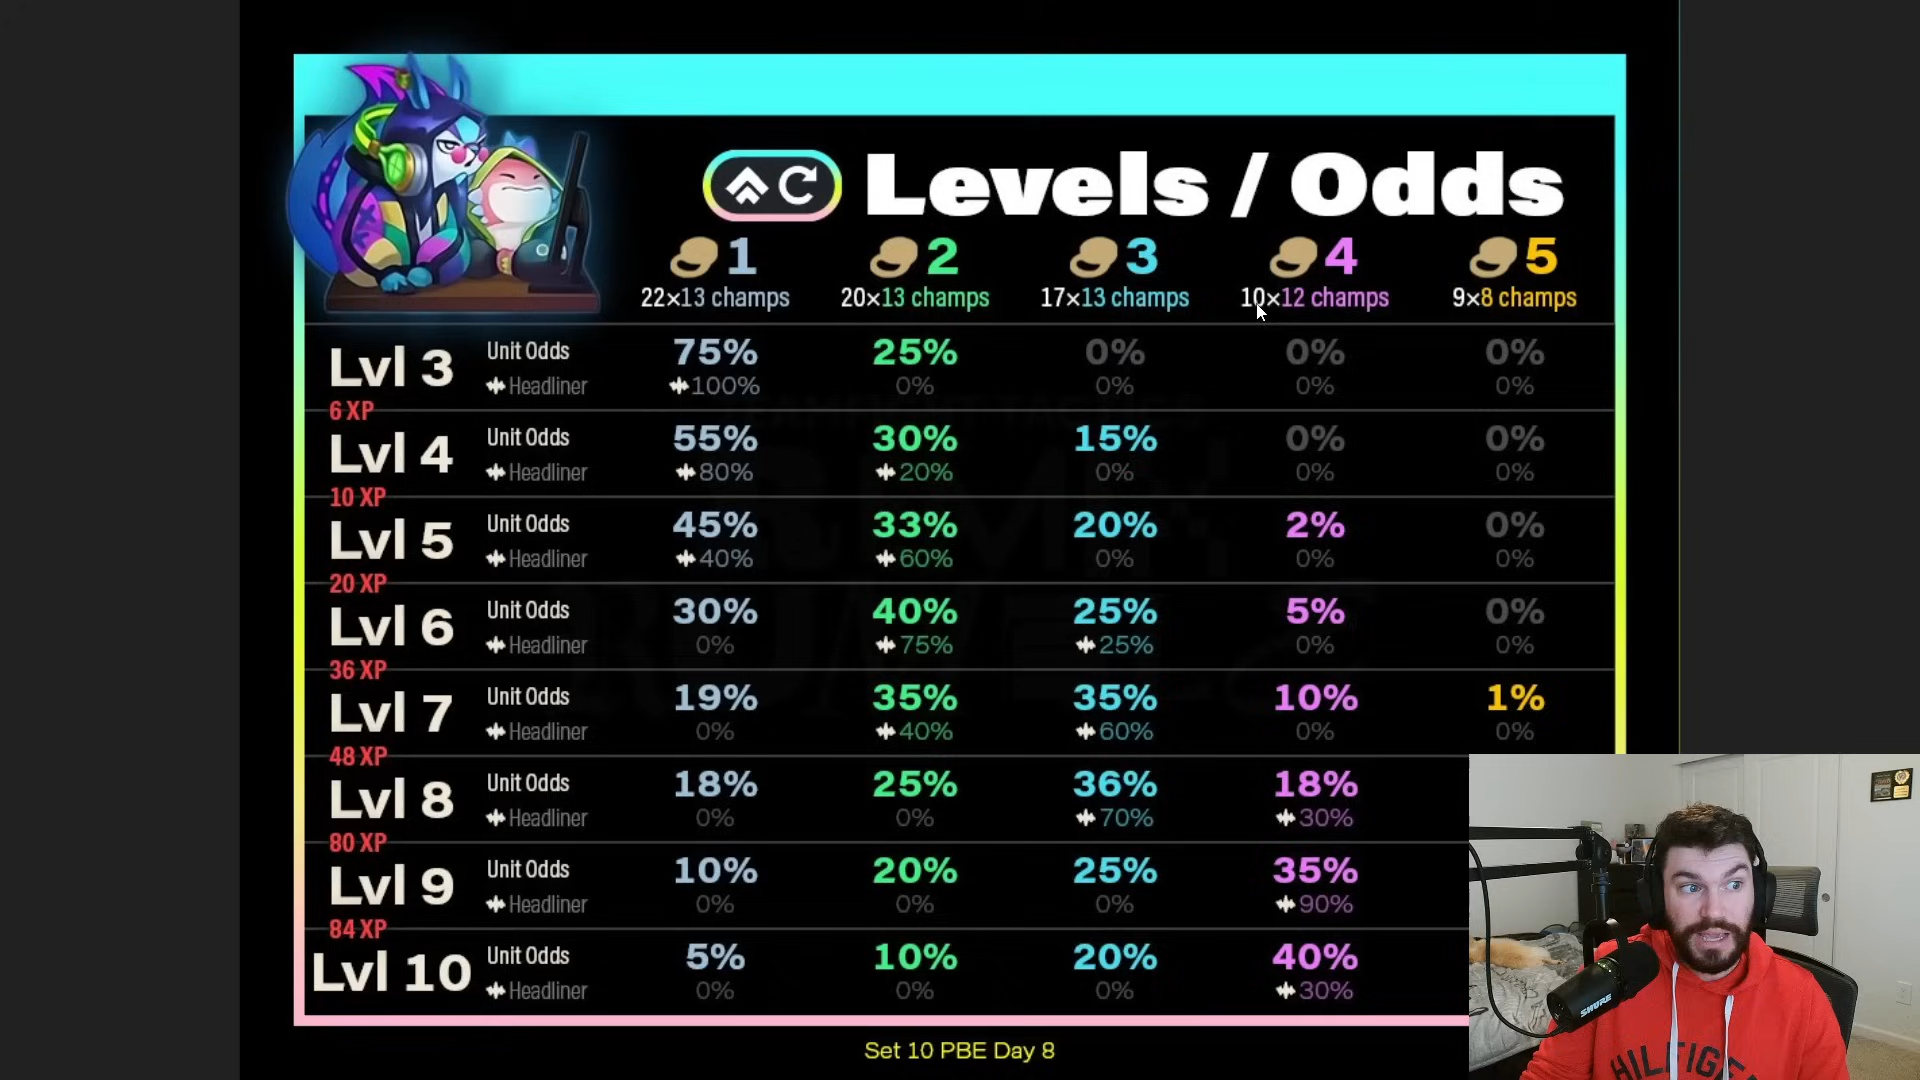 Levels / Odds
1 2 3 4 5
22×13 champs 20×13 champs 17×13 champs 10×12 champs 9×8 champs
Lvl 3 Unit Odds 75% 25% 0% 0% 0%
Headliner 100% 0% 0% 0% 0%
6 XP
Lvl 4 Unit Odds 55% 30% 15% 0% 0%
Headliner 80% 20% 0% 0% 0%
10 XP
Lvl 5 Unit Odds 45% 33% 20% 2% 0%
Headliner 40% 60% 0% 0% 0%
20 XP
Lvl 6 Unit Odds 30% 40% 25% 5% 0%
Headliner 0% 75% 25% 0% 0%
36 XP
Lvl 7 Unit Odds 19% 35% 35% 10% 1%
Headliner 0% 40% 60% 0% 0%
48 XP
Lvl 8 Unit Odds 18% 25% 36% 18%
Headliner 0% 0% 70% 30%
80 XP
Lvl 9 Unit Odds 10% 20% 25% 35%
Headliner 0% 0% 0% 90%
84 XP
Lvl 10 Unit Odds 5% 10% 20% 40%
Headliner 0% 0% 0% 30%
Set 10 PBE Day 8
SHURE